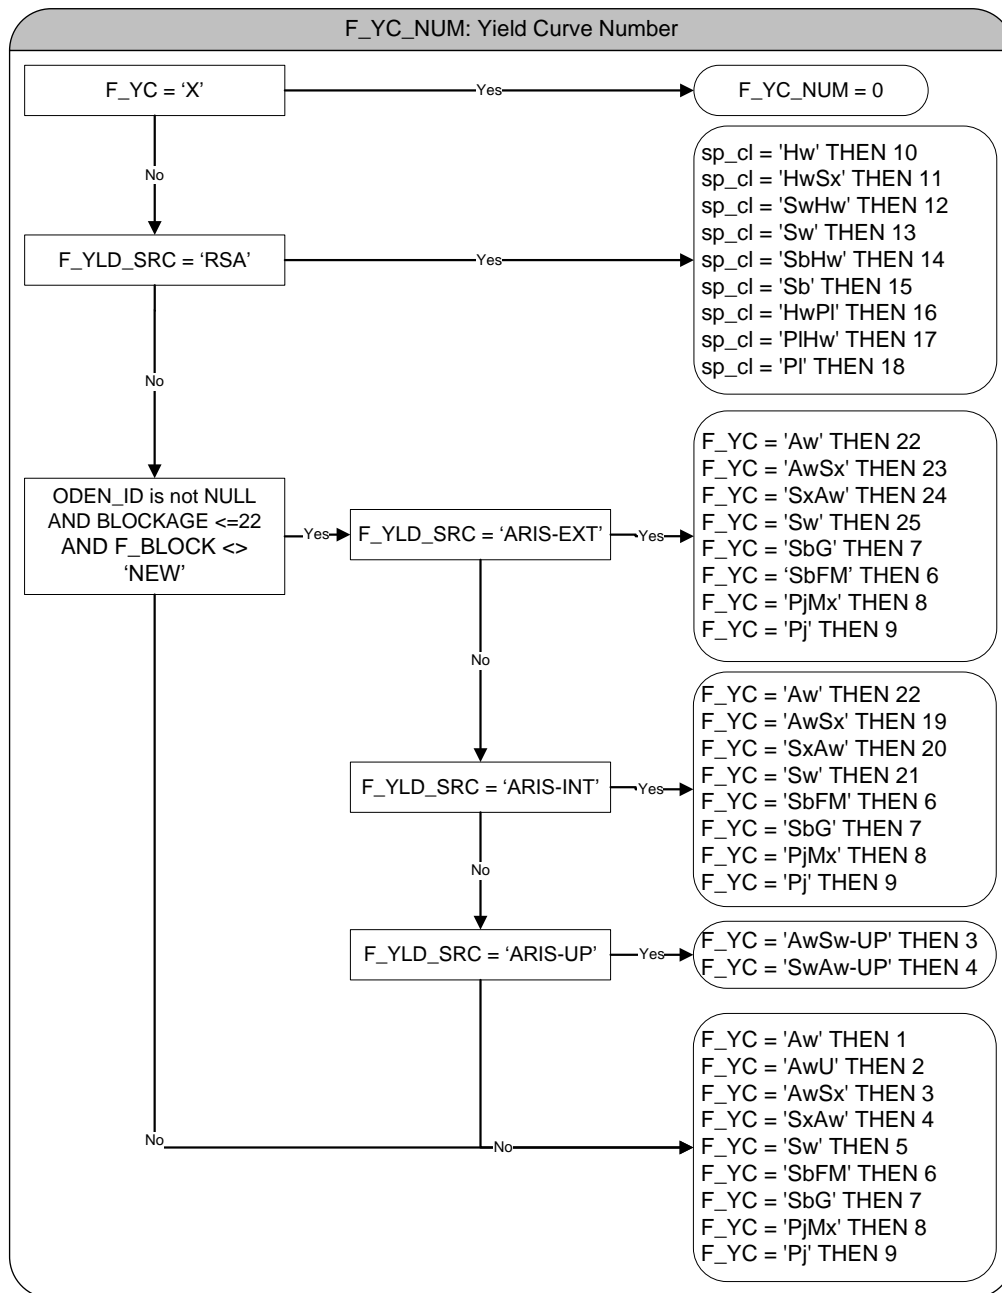 F_YC_NUM: Yield Curve Number
F_YC = ‘X’
Yes
F_YC_NUM = 0
No
F_YLD_SRC = ‘RSA’
Yes
sp_cl = 'Hw' THEN 10
sp_cl = 'HwSx' THEN 11
sp_cl = 'SwHw' THEN 12
sp_cl = 'Sw' THEN 13
sp_cl = 'SbHw' THEN 14
sp_cl = 'Sb' THEN 15
sp_cl = 'HwPl' THEN 16
sp_cl = 'PlHw' THEN 17
sp_cl = 'Pl' THEN 18
No
ODEN_ID is not NULL
AND BLOCKAGE <=22
AND F_BLOCK <>
‘NEW’
Yes
F_YLD_SRC = ‘ARIS-EXT’
Yes
F_YC = 'Aw' THEN 22
F_YC = 'AwSx' THEN 23
F_YC = 'SxAw' THEN 24
F_YC = 'Sw' THEN 25
F_YC = 'SbG' THEN 7
F_YC = ‘SbFM’ THEN 6
F_YC = 'PjMx' THEN 8
F_YC = 'Pj' THEN 9
No
F_YLD_SRC = ‘ARIS-INT’
Yes
F_YC = 'Aw' THEN 22
F_YC = 'AwSx' THEN 19
F_YC = 'SxAw' THEN 20
F_YC = 'Sw' THEN 21
F_YC = 'SbFM' THEN 6
F_YC = 'SbG' THEN 7
F_YC = 'PjMx' THEN 8
F_YC = 'Pj' THEN 9
No
F_YLD_SRC = ‘ARIS-UP’
Yes
F_YC = 'AwSw-UP' THEN 3
F_YC = 'SwAw-UP' THEN 4
No
No
F_YC = 'Aw' THEN 1
F_YC = 'AwU' THEN 2
F_YC = 'AwSx' THEN 3
F_YC = 'SxAw' THEN 4
F_YC = 'Sw' THEN 5
F_YC = 'SbFM' THEN 6
F_YC = 'SbG' THEN 7
F_YC = 'PjMx' THEN 8
F_YC = 'Pj' THEN 9